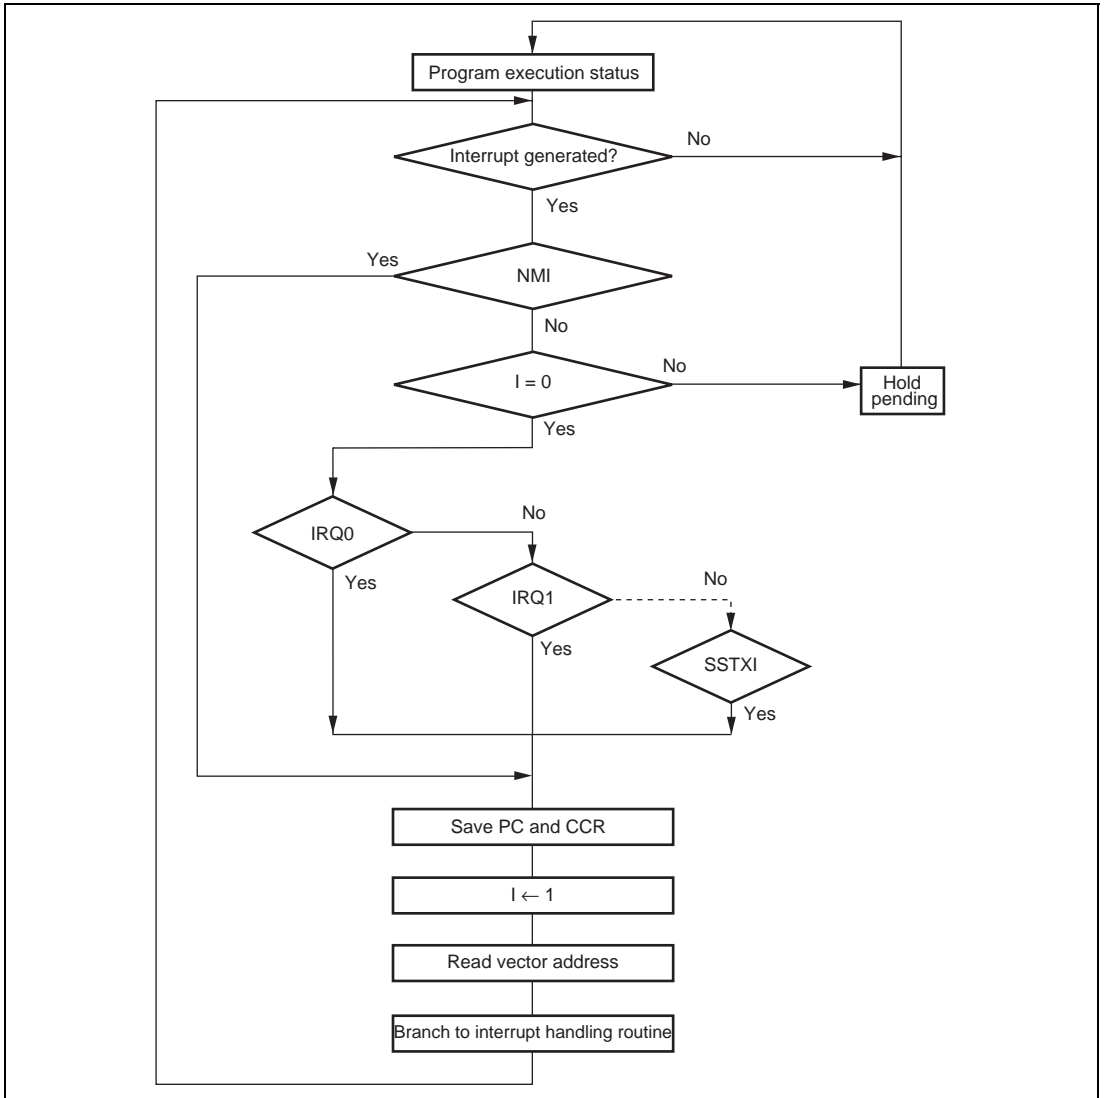 Program execution status
Interrupt generated?
No
Yes
Yes
NMI
No
I = 0
No
Hold
pending
Yes
IRQ0
No
Yes
IRQ1
No
Yes
SSTXI
Yes
Save PC and CCR
I ← 1
Read vector address
Branch to interrupt handling routine